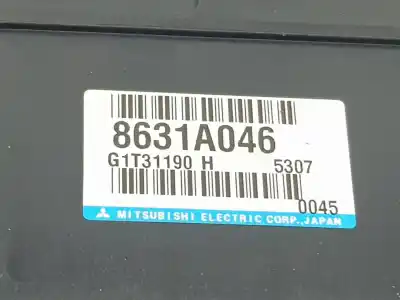 8631A046
G1T31190 H 5307
0045
MITSUBISHI ELECTRIC CORP., JAPAN